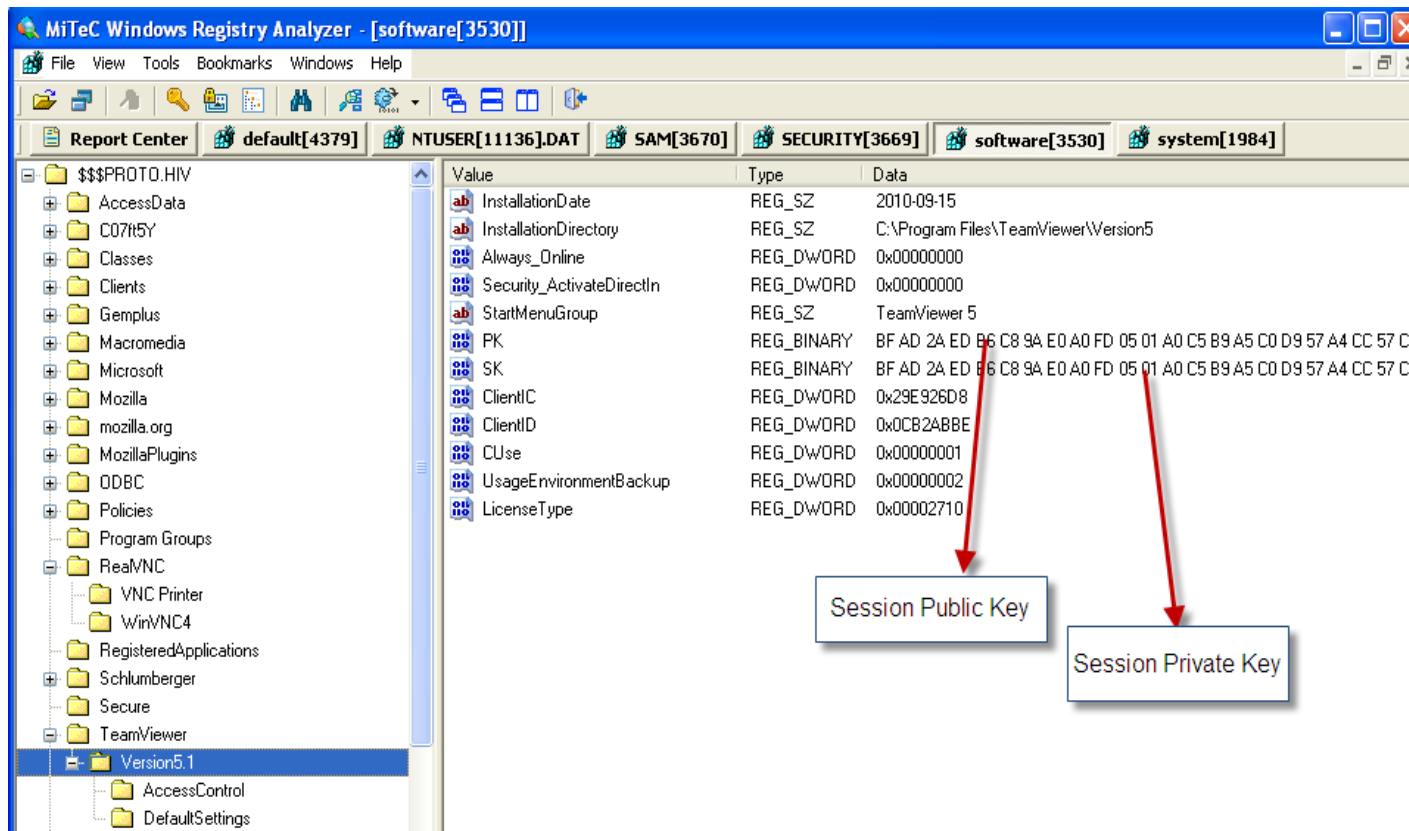 MiTeC Windows Registry Analyzer - [software[3530]]
File View Tools Bookmarks Windows Help
Report Center default[4379] NTUSER[11136].DAT SAM[3670] SECURITY[3669] software[3530] system[1984]
$$$PROTO.HIV
AccessData
C07ft5Y
Classes
Clients
Gemplus
Macromedia
Microsoft
Mozilla
mozilla.org
MozillaPlugins
ODBC
Policies
Program Groups
RealVNC
VNC Printer
WinVNC4
RegisteredApplications
Schlumberger
Secure
TeamViewer
Version5.1
AccessControl
DefaultSettings
Value Type Data
InstallationDate REG_SZ 2010-09-15
InstallationDirectory REG_SZ C:\Program Files\TeamViewer\Version5
Always_Online REG_DWORD 0x00000000
Security_ActivateDirectIn REG_DWORD 0x00000000
StartMenuGroup REG_SZ TeamViewer 5
PK REG_BINARY BF AD 2A ED B6 C8 9A E0 A0 FD 05 01 A0 C5 B9 A5 C0 D9 57 A4 CC 57 C
SK REG_BINARY BF AD 2A ED B6 C8 9A E0 A0 FD 05 01 A0 C5 B9 A5 C0 D9 57 A4 CC 57 C
ClientIC REG_DWORD 0x29E926D8
ClientID REG_DWORD 0x0CB2ABBE
CUse REG_DWORD 0x00000001
UsageEnvironmentBackup REG_DWORD 0x00000002
LicenseType REG_DWORD 0x00002710
Session Public Key
Session Private Key